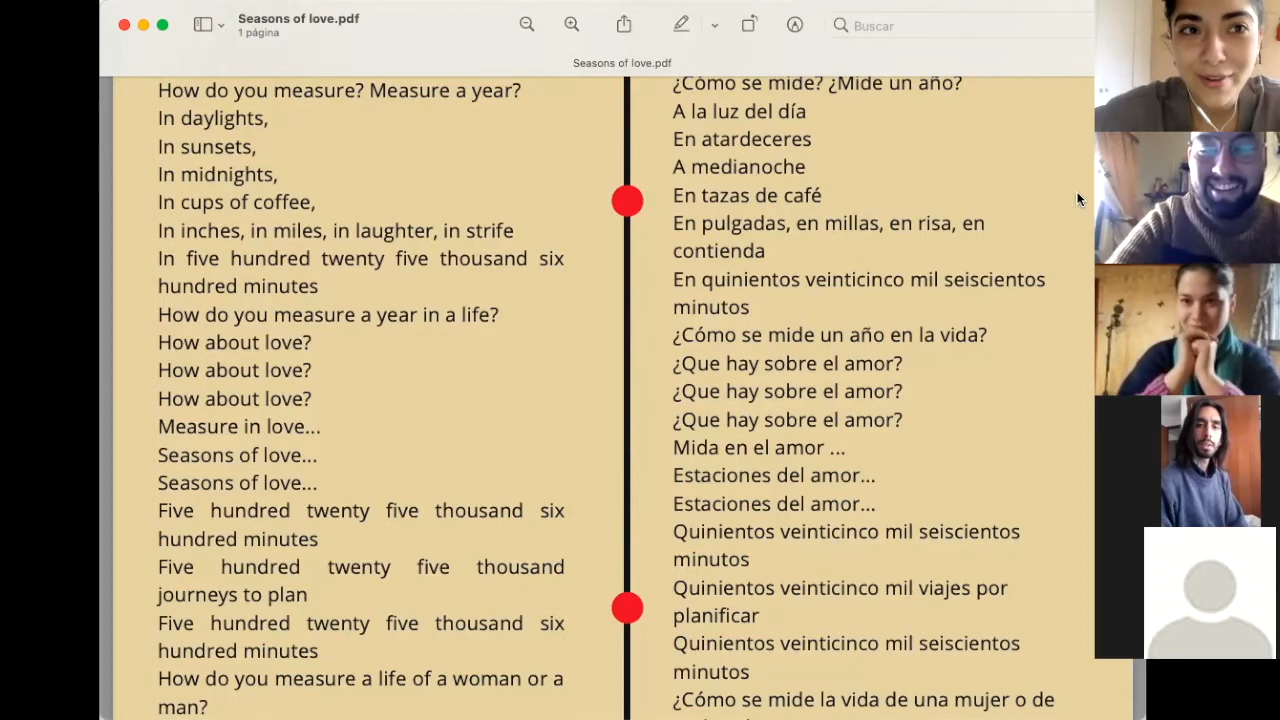 Seasons of love.pdf
1 página
Buscar
Seasons of love.pdf
How do you measure? Measure a year?
In daylights,
In sunsets,
In midnights,
In cups of coffee,
In inches, in miles, in laughter, in strife
In five hundred twenty five thousand six
hundred minutes
How do you measure a year in a life?
How about love?
How about love?
How about love?
Measure in love...
Seasons of love...
Seasons of love...
Five hundred twenty five thousand six
hundred minutes
Five hundred twenty five thousand
journeys to plan
Five hundred twenty five thousand six
hundred minutes
How do you measure a life of a woman or a
man?
¿Cómo se mide? ¿Mide un año?
A la luz del día
En atardeceres
A medianoche
En tazas de café
En pulgadas, en millas, en risa, en
contienda
En quinientos veinticinco mil seiscientos
minutos
¿Cómo se mide un año en la vida?
¿Que hay sobre el amor?
¿Que hay sobre el amor?
¿Que hay sobre el amor?
Mida en el amor ...
Estaciones del amor...
Estaciones del amor...
Quinientos veinticinco mil seiscientos
minutos
Quinientos veinticinco mil viajes por
planificar
Quinientos veinticinco mil seiscientos
minutos
¿Cómo se mide la vida de una mujer o de